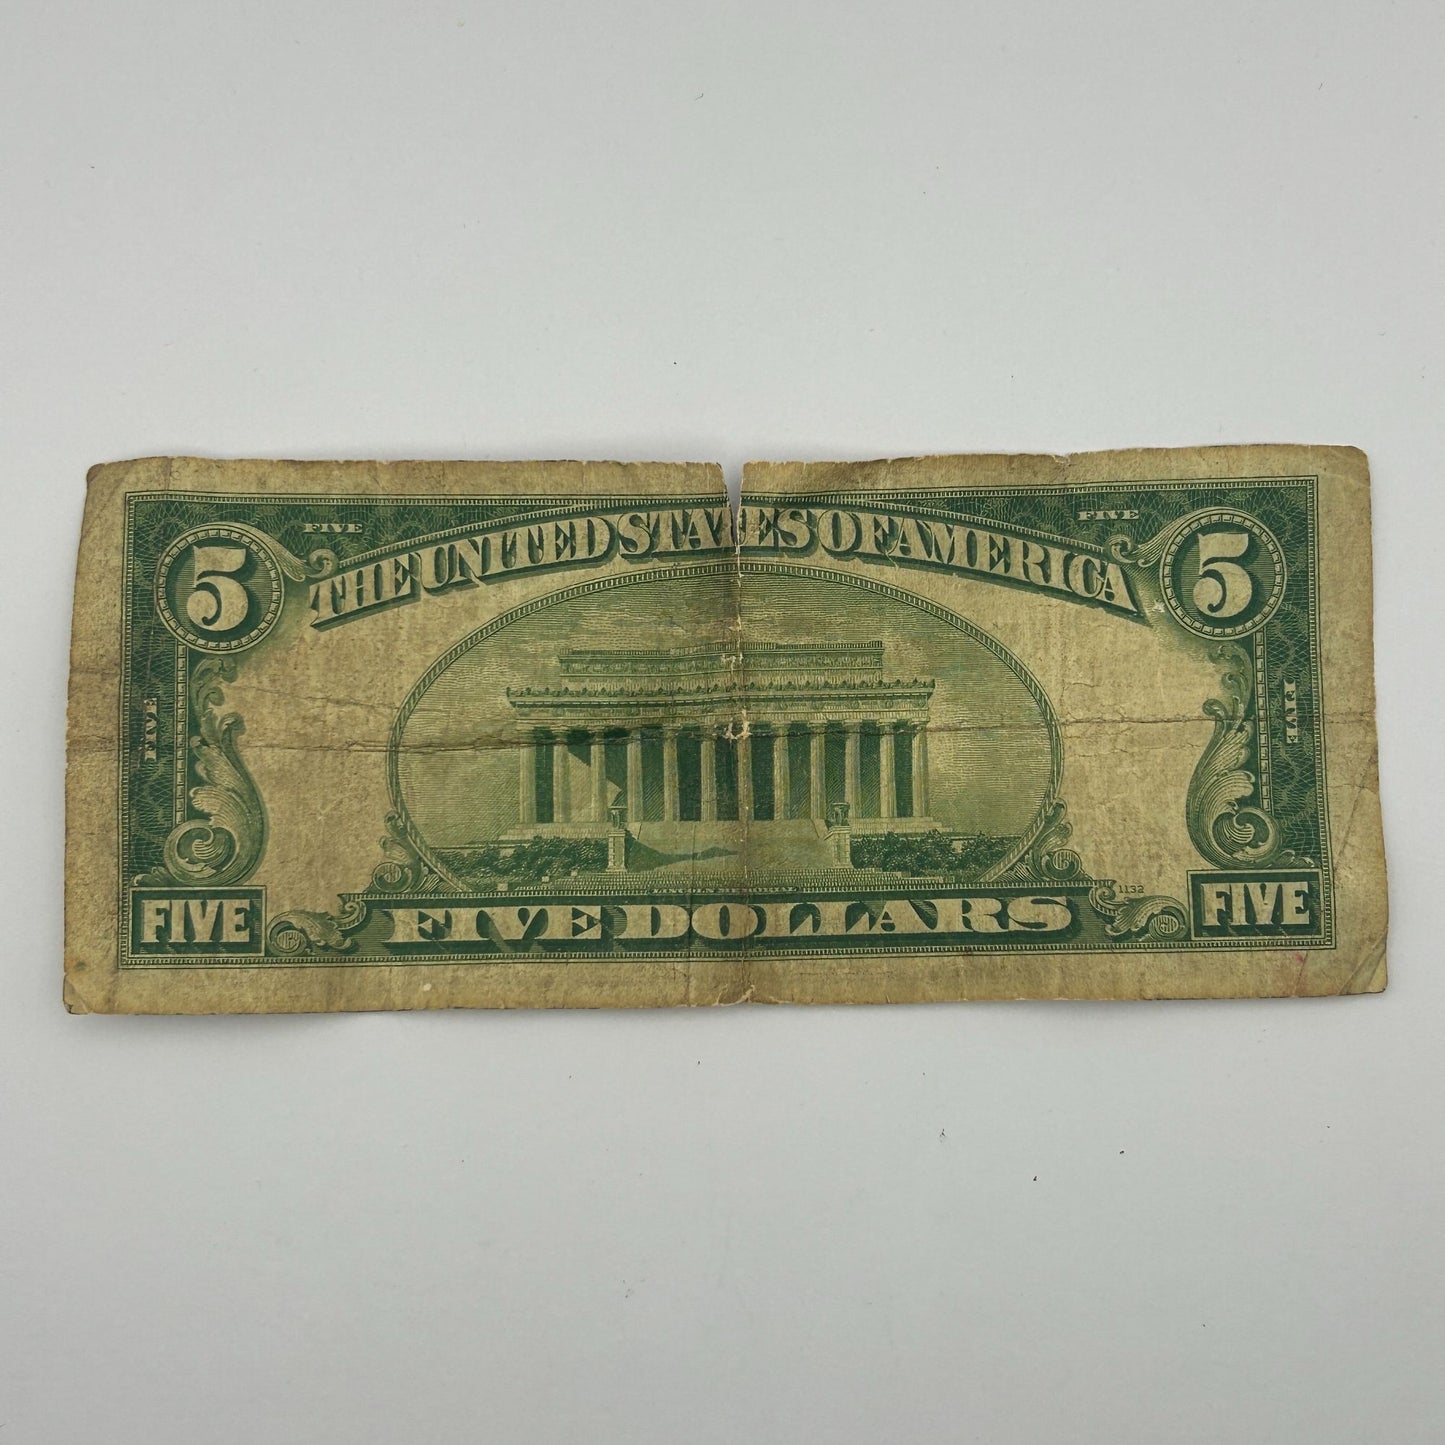 FIVE FIVE
5 THE UNITED STATES OF AMERICA 5
FIVE FIVE
LINCOLN MEMORIAL 1132
FIVE FIVE DOLLARS FIVE